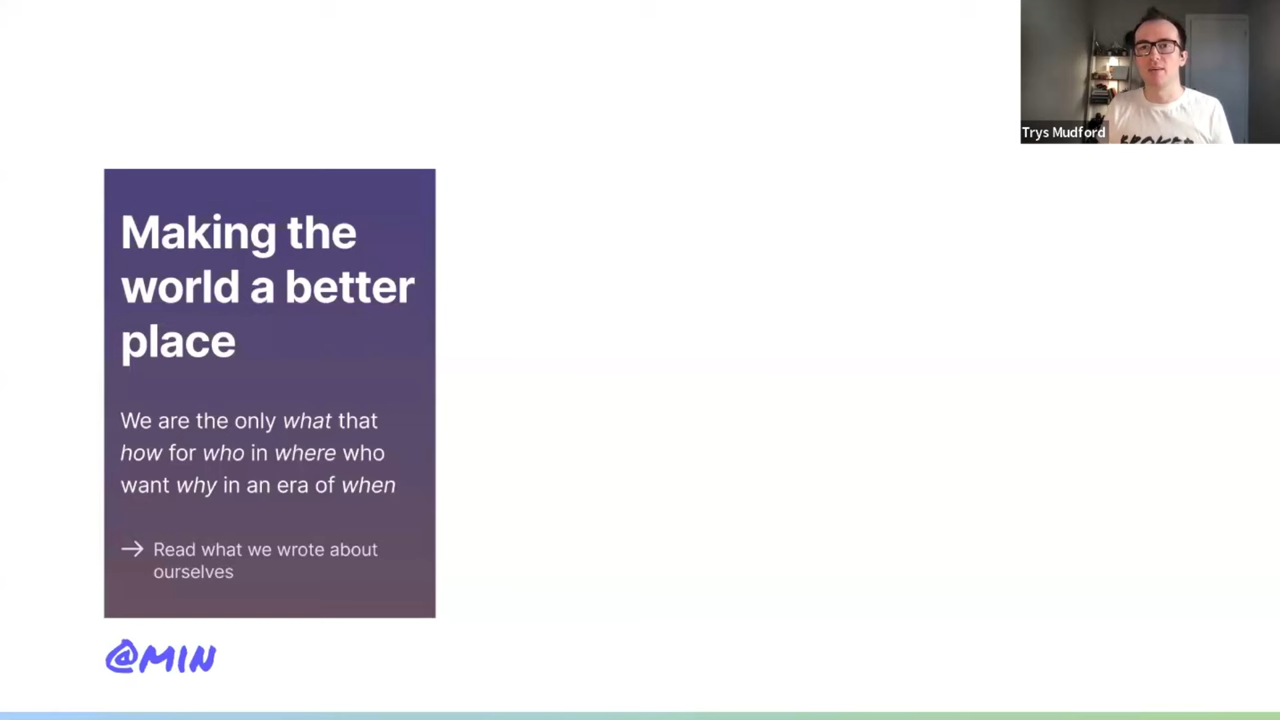 Making the
world a better
place
We are the only what that
how for who in where who
want why in an era of when
→ Read what we wrote about
ourselves
@MIN
Trys Mudford